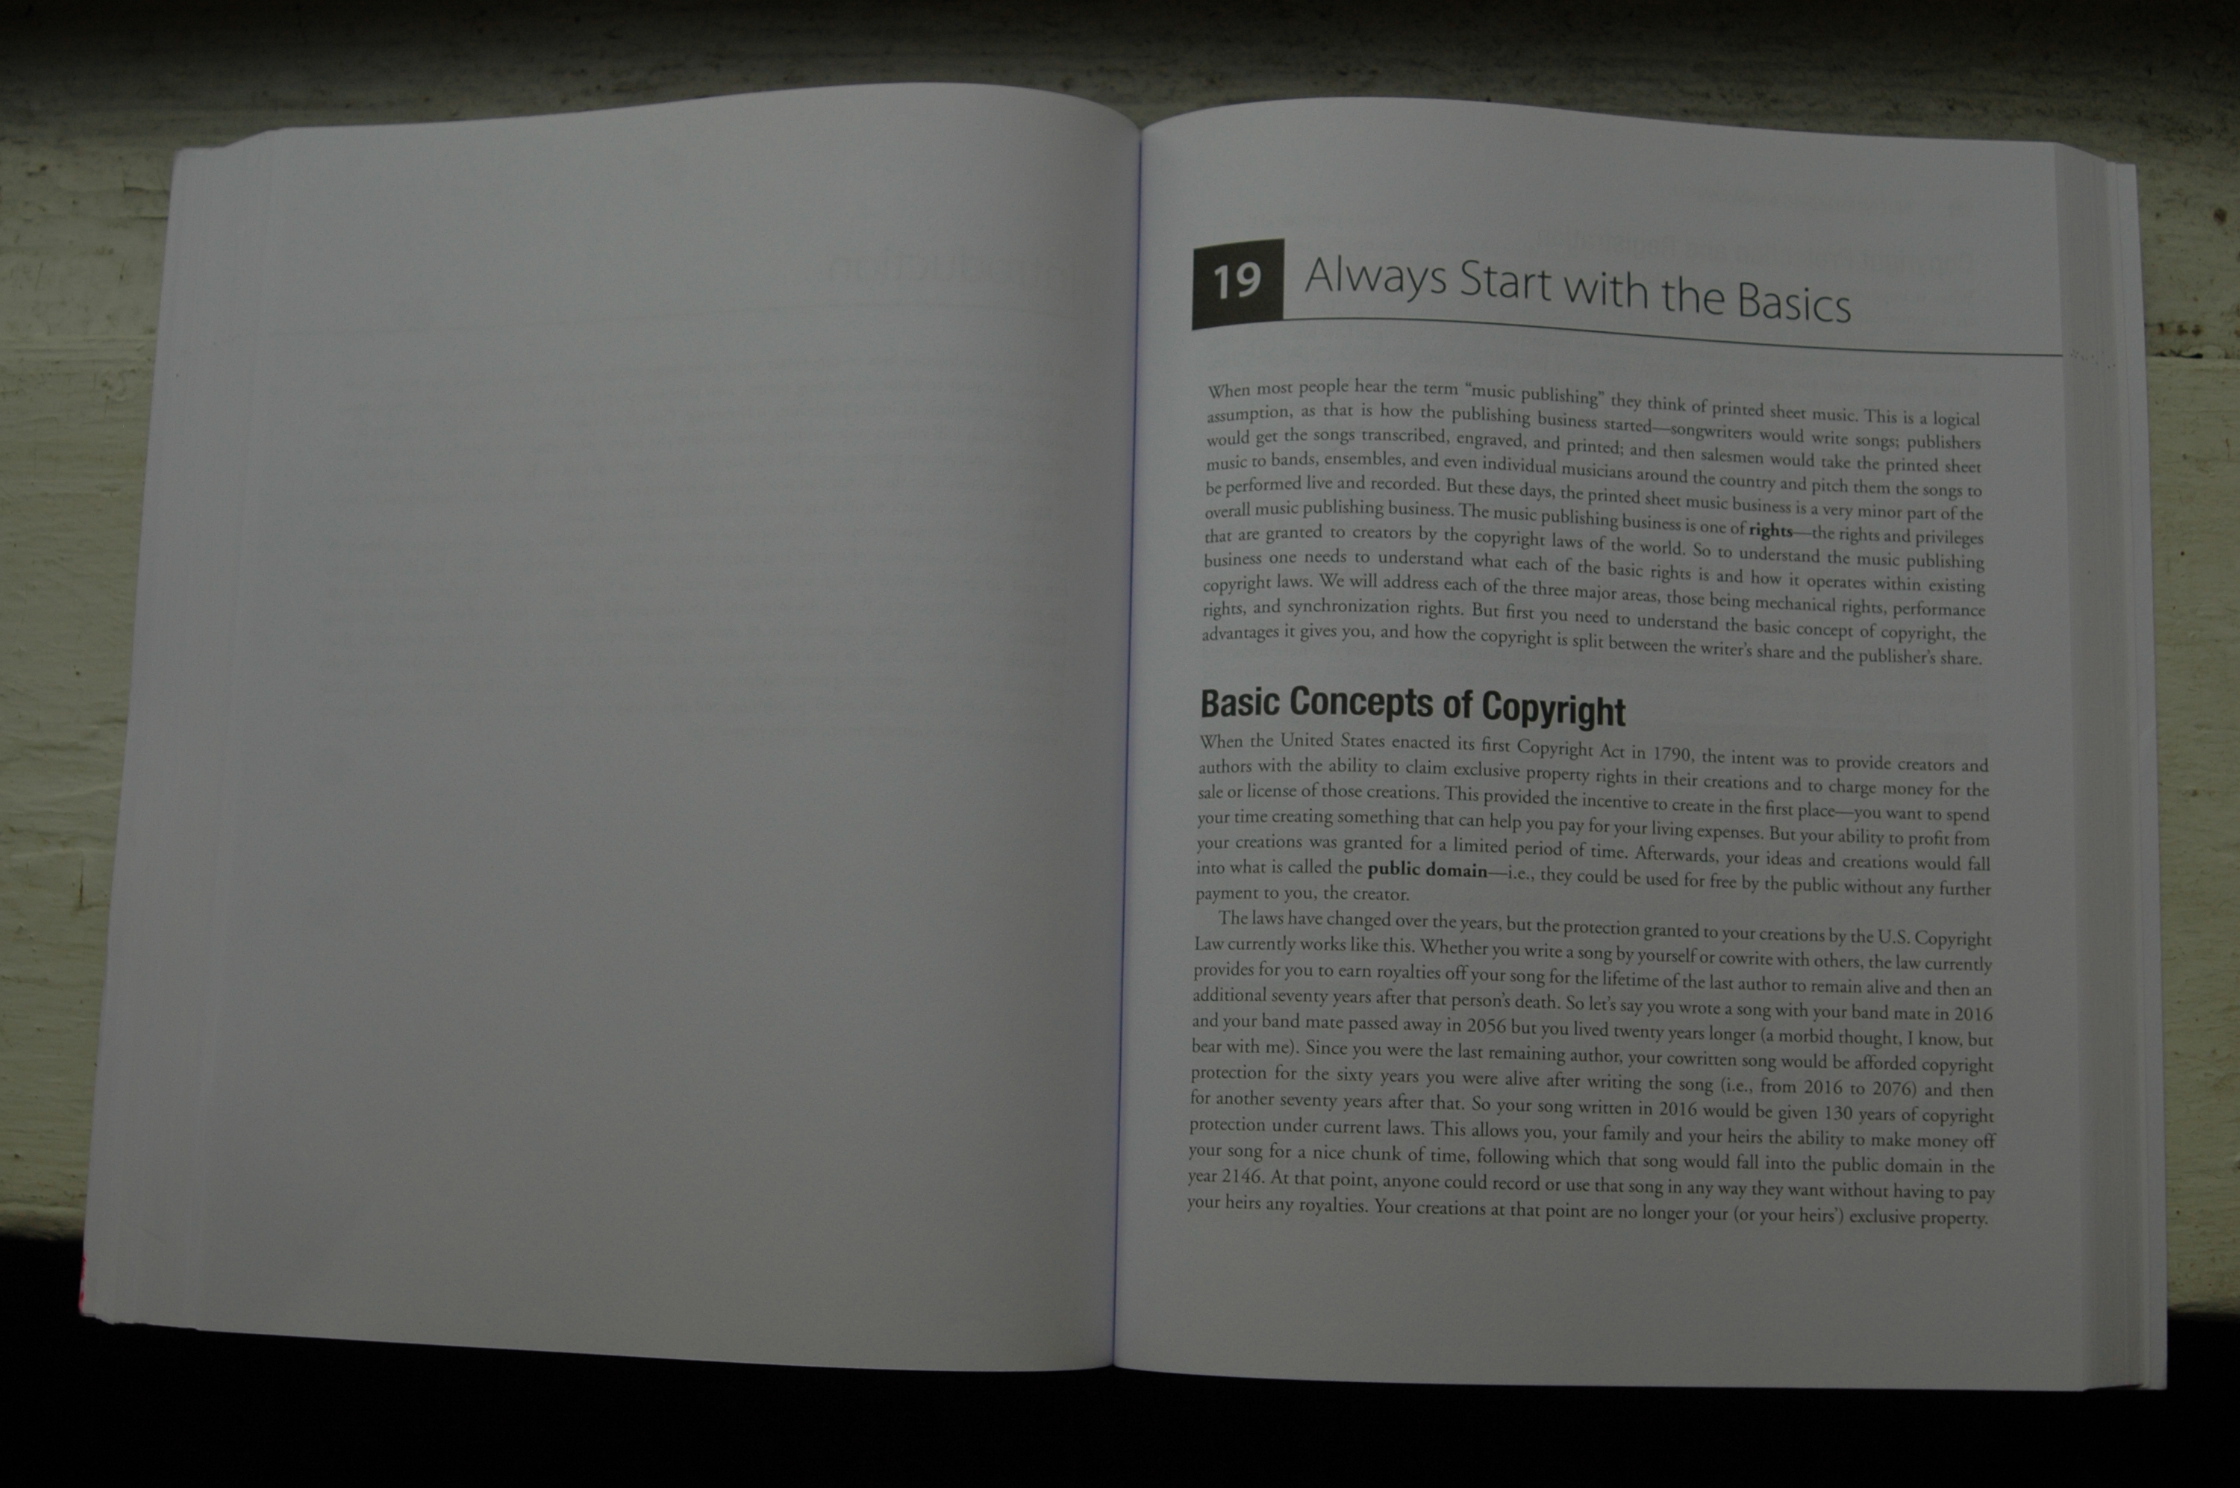 19 Always Start with the Basics
When most people hear the term “music publishing” they think of printed sheet music. This is a logical
assumption, as that is how the publishing business started—songwriters would write songs; publishers
would get the songs transcribed, engraved, and printed; and then salesmen would take the printed sheet
music to bands, ensembles, and even individual musicians around the country and pitch them the songs to
be performed live and recorded. But these days, the printed sheet music business is a very minor part of the
overall music publishing business. The music publishing business is one of rights—the rights and privileges
that are granted to creators by the copyright laws of the world. So to understand the music publishing
business one needs to understand what each of the basic rights is and how it operates within existing
copyright laws. We will address each of the three major areas, those being mechanical rights, performance
rights, and synchronization rights. But first you need to understand the basic concept of copyright, the
advantages it gives you, and how the copyright is split between the writer’s share and the publisher’s share.
Basic Concepts of Copyright
When the United States enacted its first Copyright Act in 1790, the intent was to provide creators and
authors with the ability to claim exclusive property rights in their creations and to charge money for the
sale or license of those creations. This provided the incentive to create in the first place—you want to spend
your time creating something that can help you pay for your living expenses. But your ability to profit from
your creations was granted for a limited period of time. Afterwards, your ideas and creations would fall
into what is called the public domain—i.e., they could be used for free by the public without any further
payment to you, the creator.
The laws have changed over the years, but the protection granted to your creations by the U.S. Copyright
Law currently works like this. Whether you write a song by yourself or cowrite with others, the law currently
provides for you to earn royalties off your song for the lifetime of the last author to remain alive and then an
additional seventy years after that person’s death. So let’s say you wrote a song with your band mate in 2016
and your band mate passed away in 2056 but you lived twenty years longer (a morbid thought, I know, but
bear with me). Since you were the last remaining author, your cowritten song would be afforded copyright
protection for the sixty years you were alive after writing the song (i.e., from 2016 to 2076) and then
for another seventy years after that. So your song written in 2016 would be given 130 years of copyright
protection under current laws. This allows you, your family and your heirs the ability to make money off
your song for a nice chunk of time, following which that song would fall into the public domain in the
year 2146. At that point, anyone could record or use that song in any way they want without having to pay
your heirs any royalties. Your creations at that point are no longer your (or your heirs’) exclusive property.